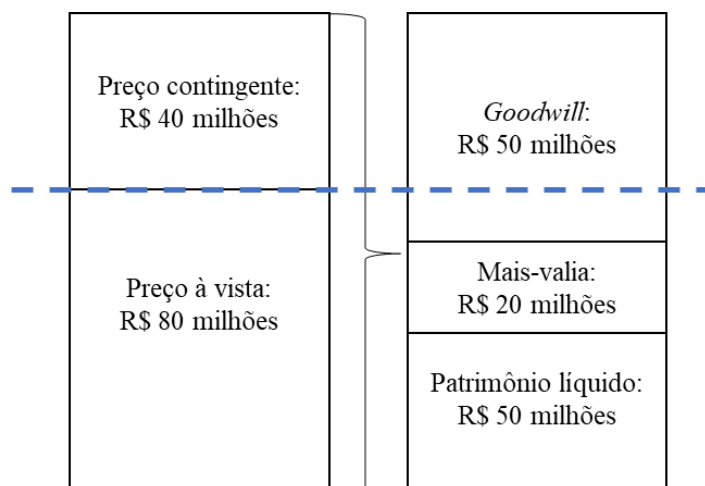 Preço contingente:
R$ 40 milhões
Preço à vista:
R$ 80 milhões
Goodwill:
R$ 50 milhões
Mais-valia:
R$ 20 milhões
Patrimônio líquido:
R$ 50 milhões